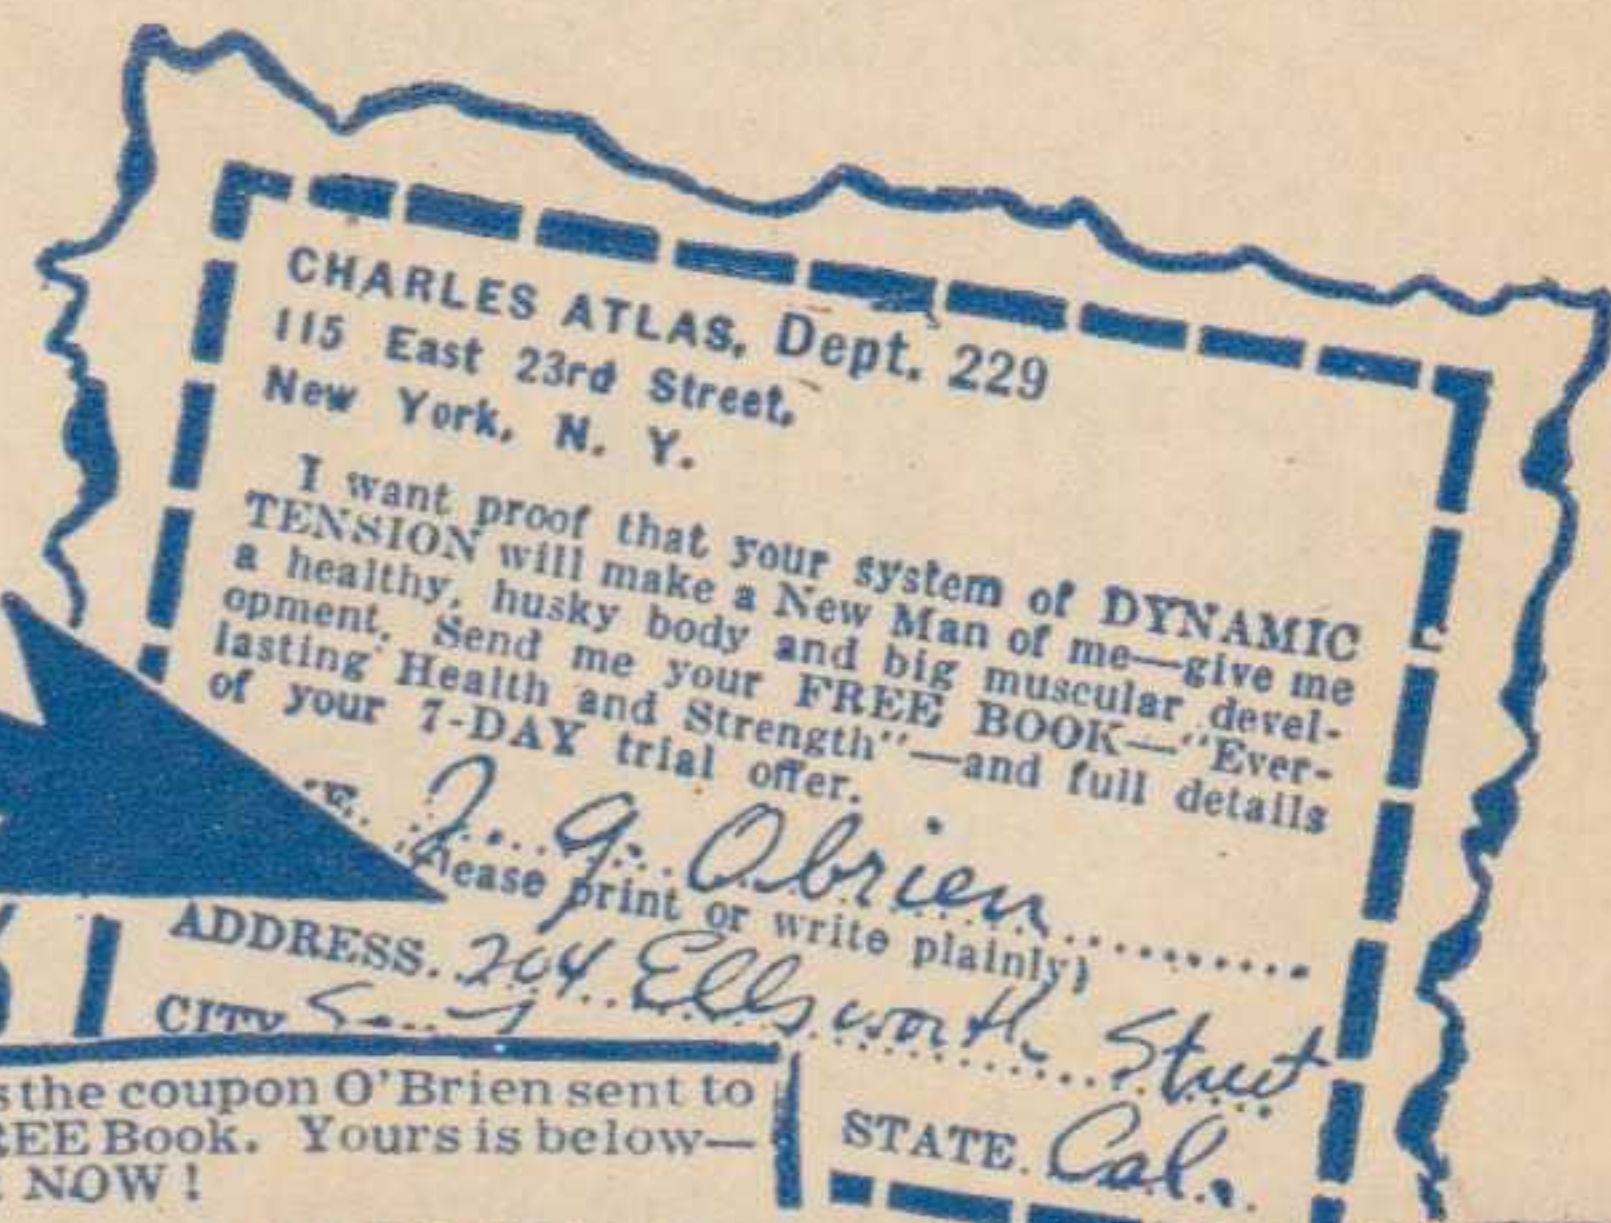 CHARLES ATLAS, Dept. 229
115 East 23rd Street,
New York, N. Y.
I want proof that your system of DYNAMIC
TENSION will make a New Man of me—give me
a healthy, husky body and big muscular devel-
opment. Send me your FREE BOOK—"Ever-
lasting Health and Strength"—and full details
of your 7-DAY trial offer.
Obrien
print or write plainly)
ADDRESS. 204 Ellsworth Street
CITY
STATE. Cal.
the coupon O'Brien sent to
Book. Yours is below—
NOW!